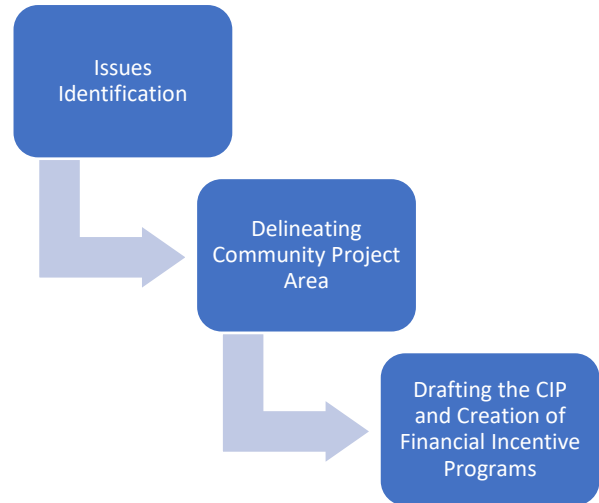 Issues
Identification
Delineating
Community Project
Area
Drafting the CIP
and Creation of
Financial Incentive
Programs